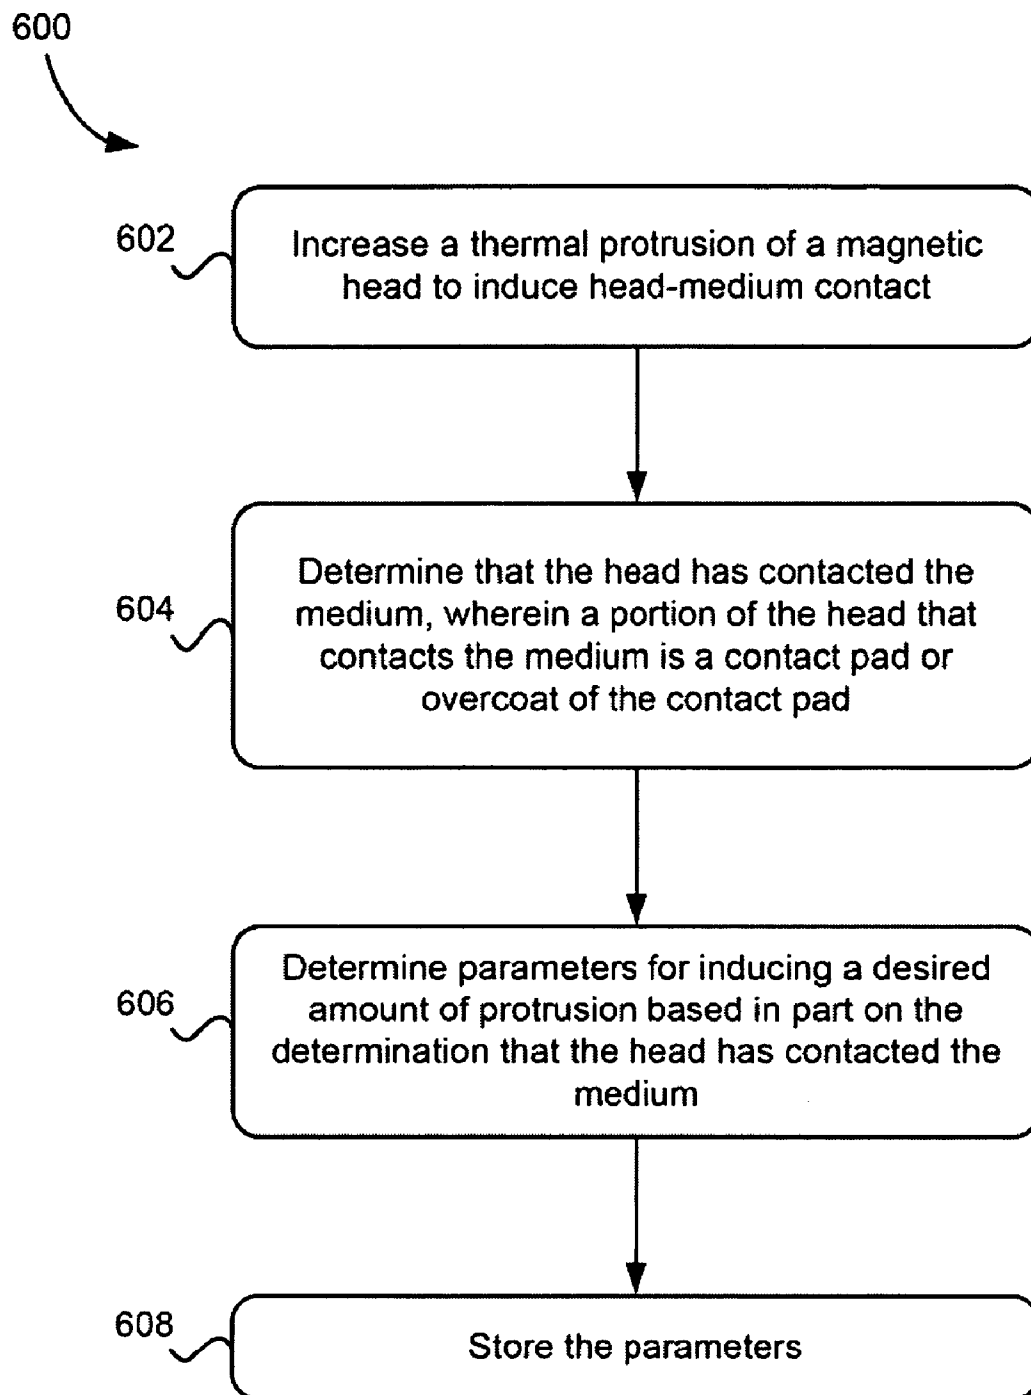 600
602
Increase a thermal protrusion of a magnetic
head to induce head-medium contact
604
Determine that the head has contacted the
medium, wherein a portion of the head that
contacts the medium is a contact pad or
overcoat of the contact pad
606
Determine parameters for inducing a desired
amount of protrusion based in part on the
determination that the head has contacted the
medium
608
Store the parameters